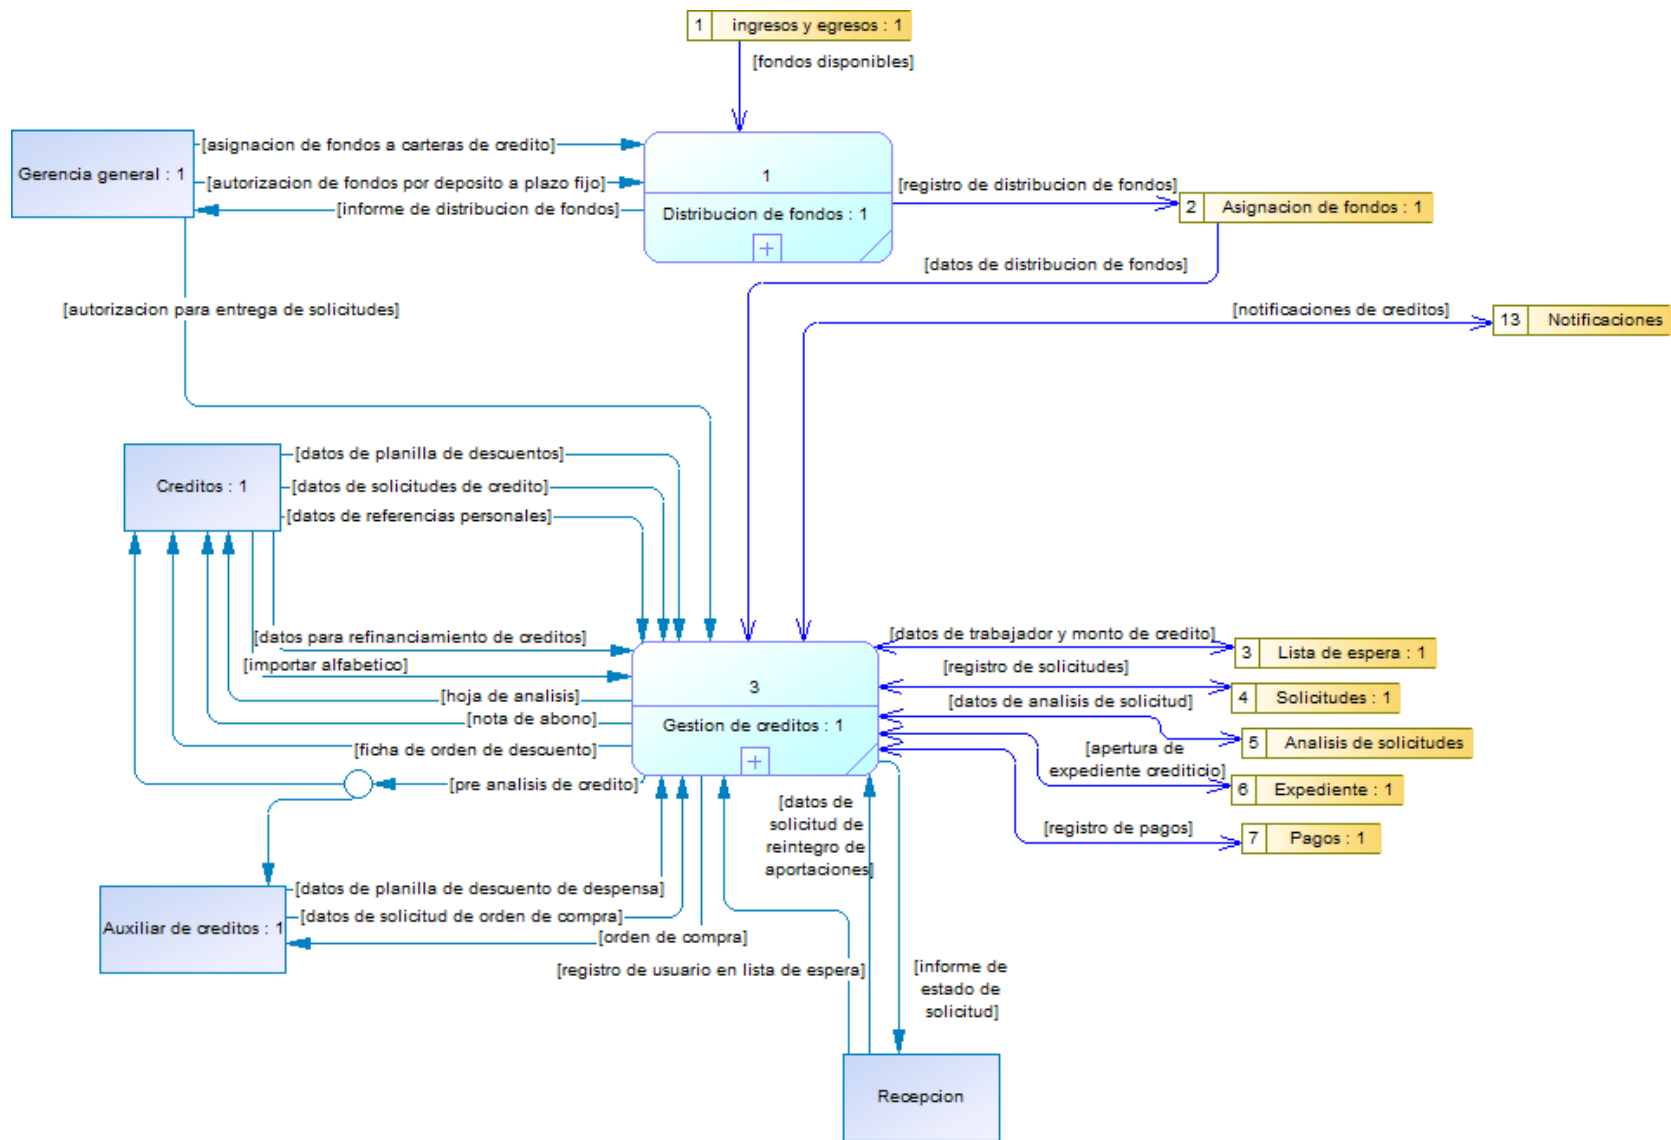 1 ingresos y egresos : 1
[fondos disponibles]
[asignacion de fondos a carteras de credito]
Gerencia general : 1
1
[autorizacion de fondos por deposito a plazo fijo]
[registro de distribucion de fondos]
[informe de distribucion de fondos]
Distribucion de fondos : 1
2 Asignacion de fondos : 1
[datos de distribucion de fondos]
[autorizacion para entrega de solicitudes]
[notificaciones de creditos]
13 Notificaciones
[datos de planilla de descuentos]
Creditos : 1
[datos de solicitudes de credito]
[datos de referencias personales]
[datos para refinanciamiento de creditos]
[datos de trabajador y monto de credito]
3 Lista de espera : 1
[importar alfabetico]
[registro de solicitudes]
3
[hoja de analisis]
4 Solicitudes : 1
[datos de analisis de solicitud]
[nota de abono]
Gestion de creditos : 1
5 Analisis de solicitudes
[ficha de orden de descuento]
[apertura de
expediente crediticio]
[pre analisis de credito]
6 Expediente : 1
[datos de
solicitud de
reintegro de
aportaciones]
[registro de pagos]
7 Pagos : 1
[datos de planilla de descuento de despensa]
[datos de solicitud de orden de compra]
Auxiliar de creditos : 1
[orden de compra]
[registro de usuario en lista de espera]
[informe de
estado de
solicitud]
Recepcion